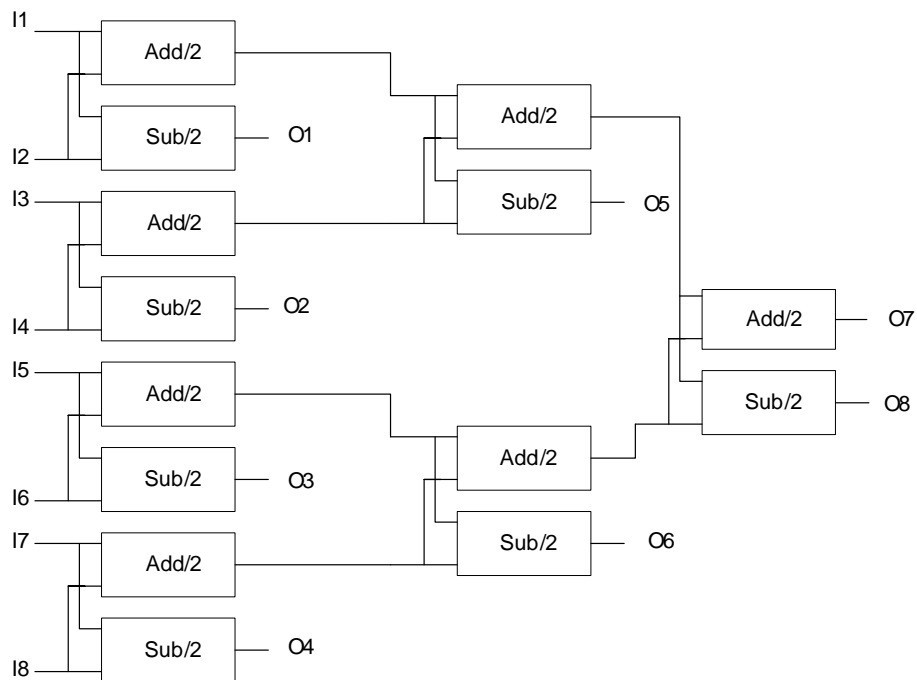 I1
Add/2
Sub/2
O1
I2
I3
Add/2
Sub/2
O2
I4
I5
Add/2
Sub/2
O3
I6
I7
Add/2
Sub/2
O4
I8
Add/2
Sub/2
O5
Add/2
Sub/2
O6
Add/2
O7
Sub/2
O8